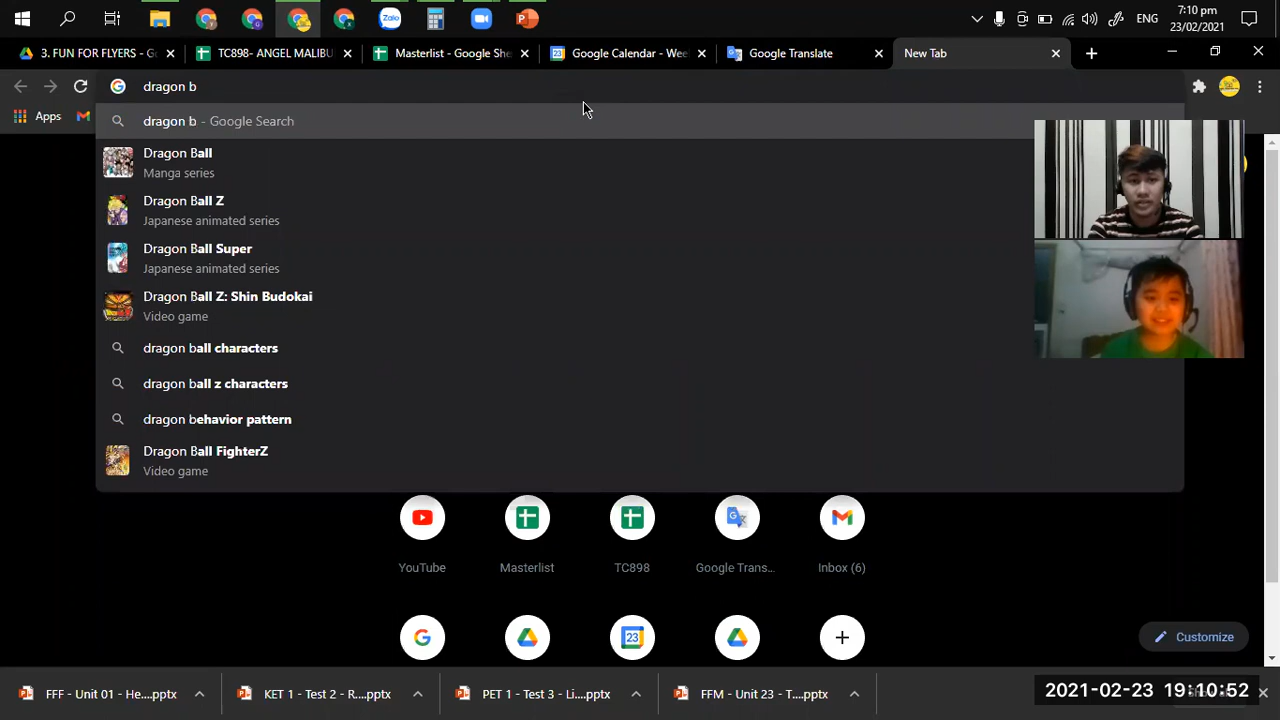 7:10 pm
ENG
23/02/2021
3. FUN FOR FLYERS - G
TC898- ANGEL MALIBU
Masterlist - Google She
Google Calendar - Wee
Google Translate
New Tab
dragon b
Apps
dragon b - Google Search
Dragon Ball
Manga series
Dragon Ball Z
Japanese animated series
Dragon Ball Super
Japanese animated series
Dragon Ball Z: Shin Budokai
Video game
dragon ball characters
dragon ball z characters
dragon behavior pattern
Dragon Ball FighterZ
Video game
YouTube
Masterlist
TC898
Google Trans...
Inbox (6)
Customize
FFF - Unit 01 - He....pptx
KET 1 - Test 2 - R....pptx
PET 1 - Test 3 - Li....pptx
FFM - Unit 23 - T....pptx
2021-02-23 19:10:52